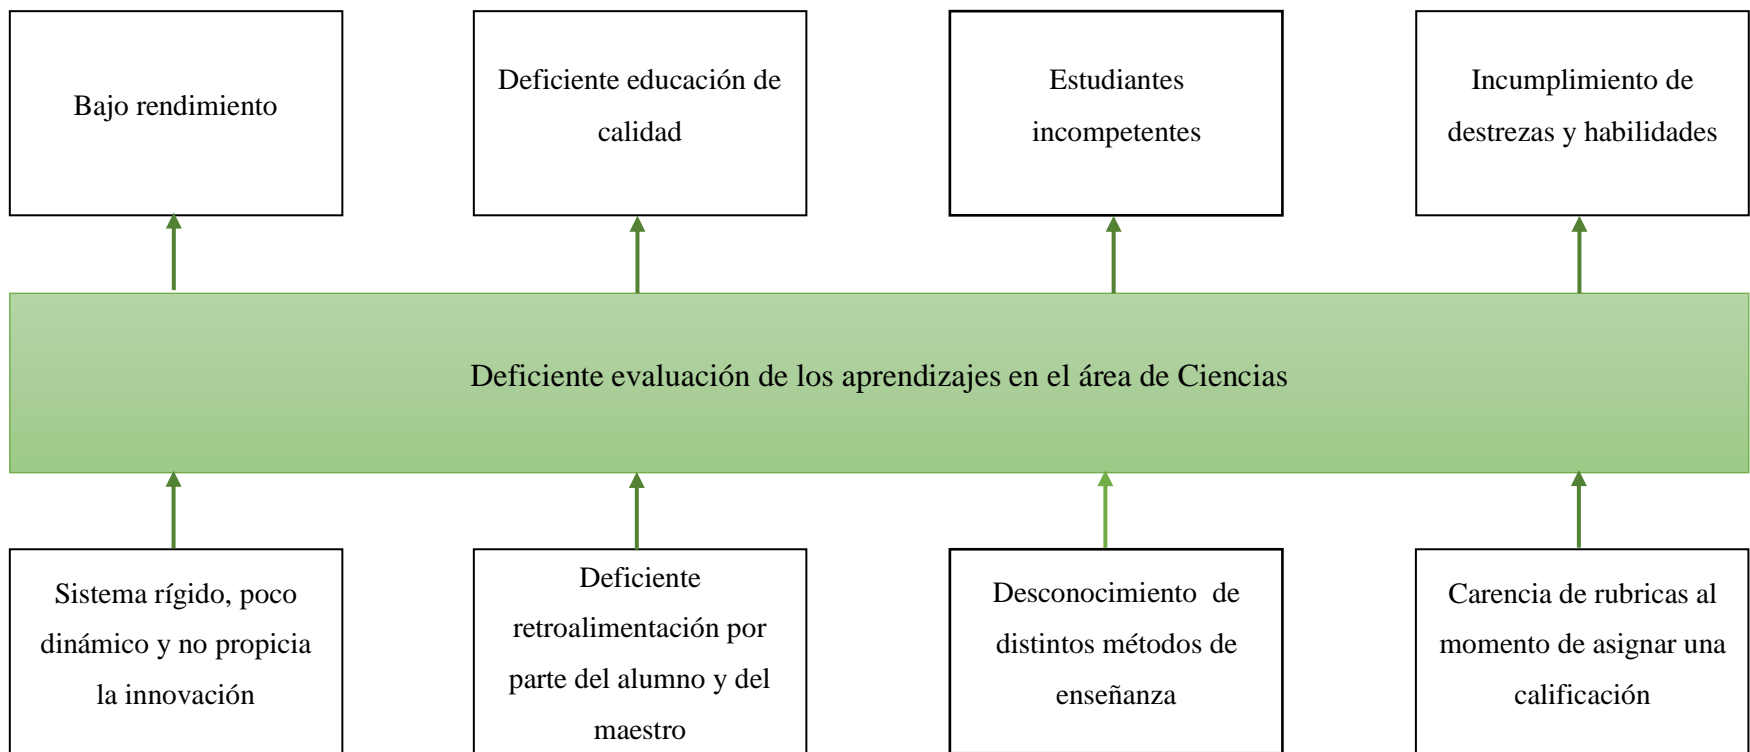 Bajo rendimiento
Deficiente educación de
calidad
Estudiantes
incompetentes
Incumplimiento de
destrezas y habilidades
Deficiente evaluación de los aprendizajes en el área de Ciencias
Sistema rígido, poco
dinámico y no propicia
la innovación
Deficiente
retroalimentación por
parte del alumno y del
maestro
Desconocimiento de
distintos métodos de
enseñanza
Carencia de rubricas al
momento de asignar una
calificación